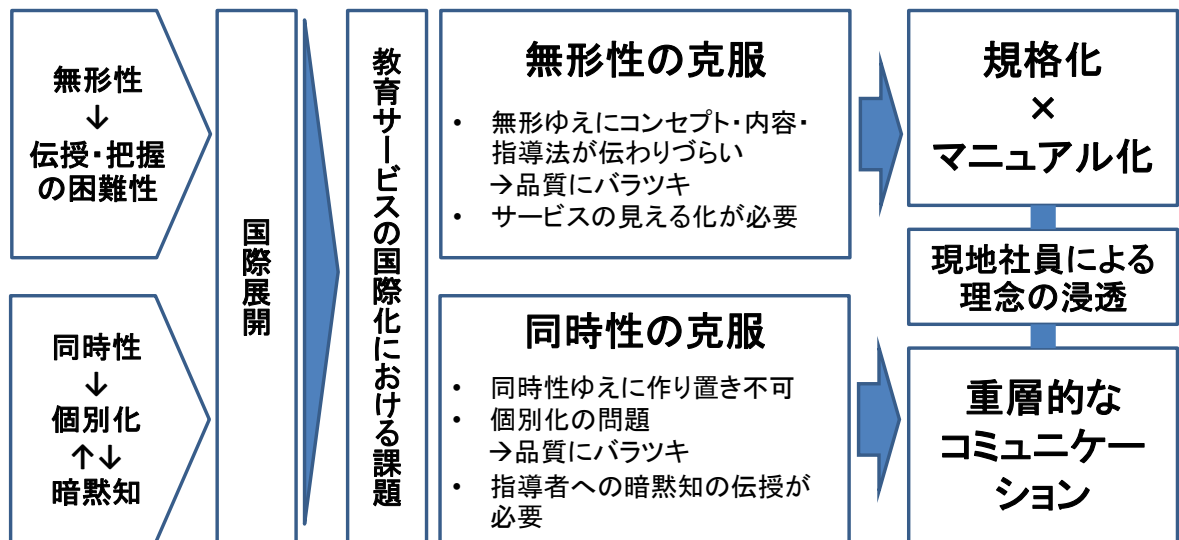 無形性
↓
伝授・把握
の困難性
同時性
↓
個別化
↑↓
暗黙知
国際展開
教育サービスの国際化における課題
無形性の克服
• 無形ゆえにコンセプト・内容・
指導法が伝わりづらい
→品質にバラツキ
• サービスの見える化が必要
同時性の克服
• 同時性ゆえに作り置き不可
• 個別化の問題
→品質にバラツキ
• 指導者への暗黙知の伝授が
必要
規格化
×
マニュアル化
現地社員による
理念の浸透
重層的な
コミュニケー
ション